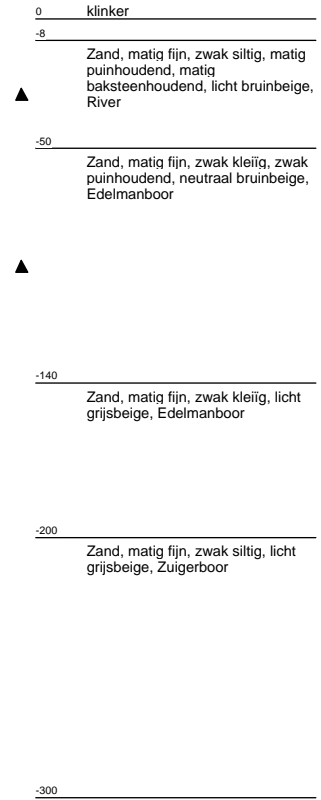 0 klinker
-8
Zand, matig fijn, zwak siltig, matig
puinhoudend, matig
baksteenhoudend, licht bruinbeige,
River
-50
Zand, matig fijn, zwak kleiïg, zwak
puinhoudend, neutraal bruinbeige,
Edelmanboor
-140
Zand, matig fijn, zwak kleiïg, licht
grijsbeige, Edelmanboor
-200
Zand, matig fijn, zwak siltig, licht
grijsbeige, Zuigerboor
-300